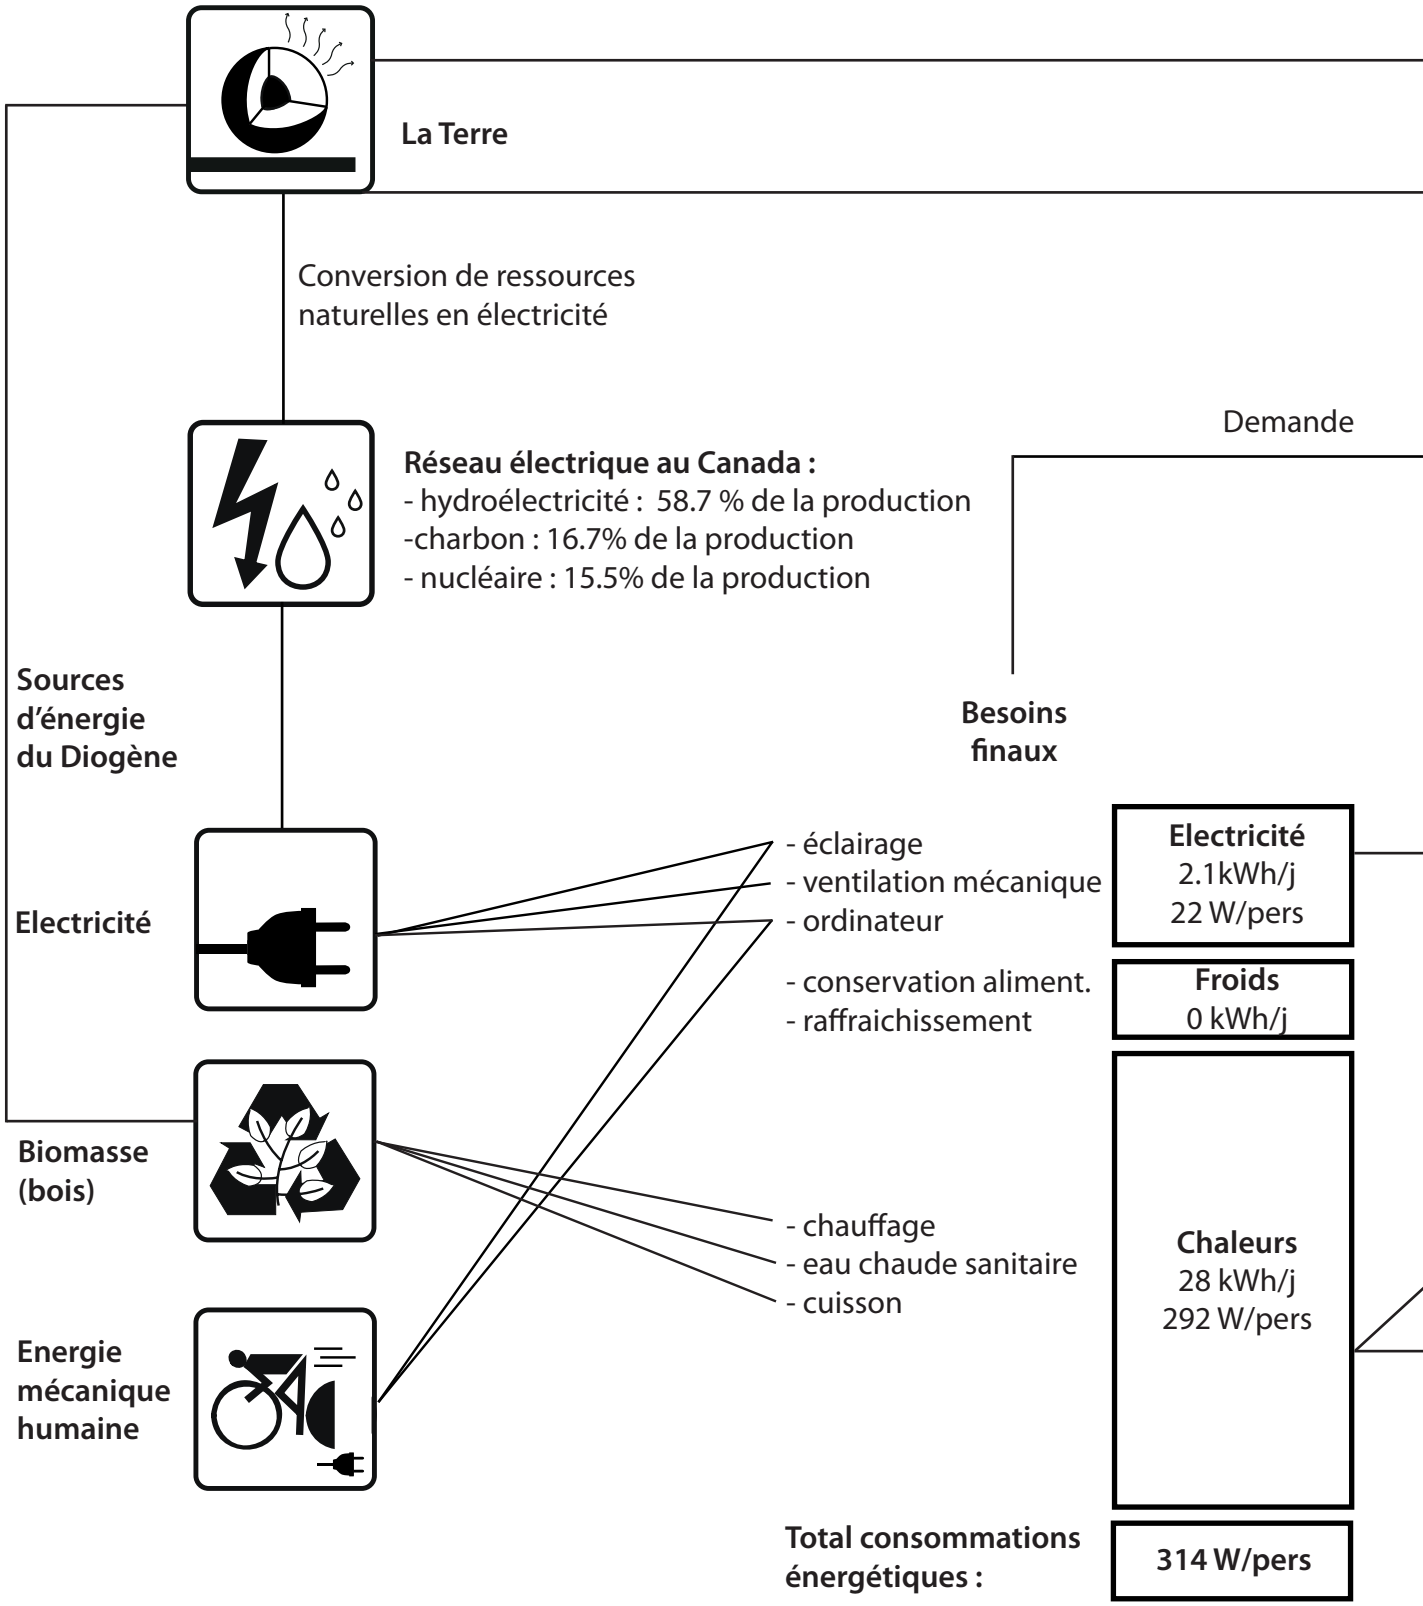 La Terre
Conversion de ressources
naturelles en électricité
Demande
Réseau électrique au Canada :
- hydroélectricité :  58.7 % de la production
-charbon : 16.7% de la production
- nucléaire : 15.5% de la production
Sources
d’énergie
du Diogène
Besoins
finaux
Electricité
- éclairage
- ventilation mécanique
- ordinateur
Electricité
2.1kWh/j
22 W/pers
- conservation aliment.
- raffraichissement
Froids
0 kWh/j
Biomasse
(bois)
- chauffage
- eau chaude sanitaire
- cuisson
Chaleurs
28 kWh/j
292 W/pers
Energie
mécanique
humaine
Total consommations
énergétiques :
314 W/pers